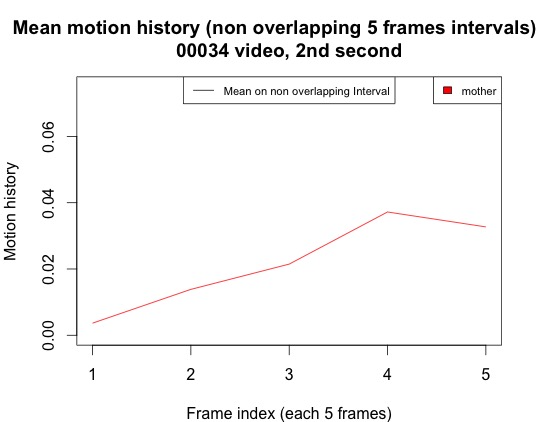 Mean motion history (non overlapping 5 frames intervals)
00034 video, 2nd second
Mean on non overlapping Interval
mother
Motion history
0.06
0.04
0.02
0.00
1 2 3 4 5
Frame index (each 5 frames)